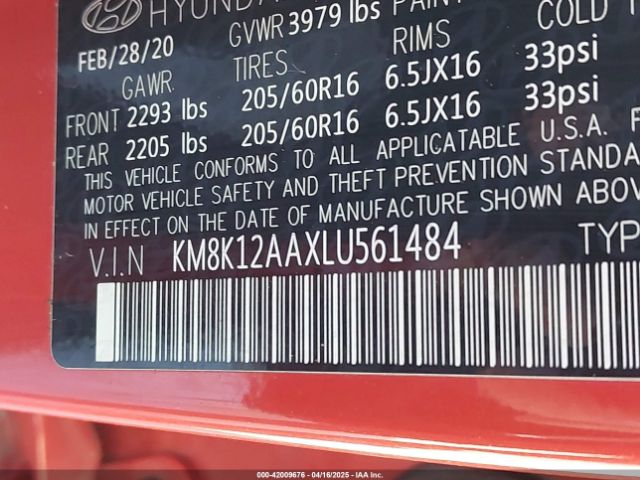 HYUNDAI
FEB/28/20 GVWR 3979 lbs PAINT
GAWR TIRES RIMS COLD
FRONT 2293 lbs 205/60R16 6.5JX16 33psi
REAR 2205 lbs 205/60R16 6.5JX16 33psi
THIS VEHICLE CONFORMS TO ALL APPLICATABLE U.S.A. F
MOTOR VEHICLE SAFETY AND THEFT PREVENTION STANDA
IN EFFECT ON THE DATE OF MANUFACTURE SHOWN ABOV
V.I.N KM8K12AAXLU561484 TYP
000-42009676 - 04/16/2025 - IAA Inc.